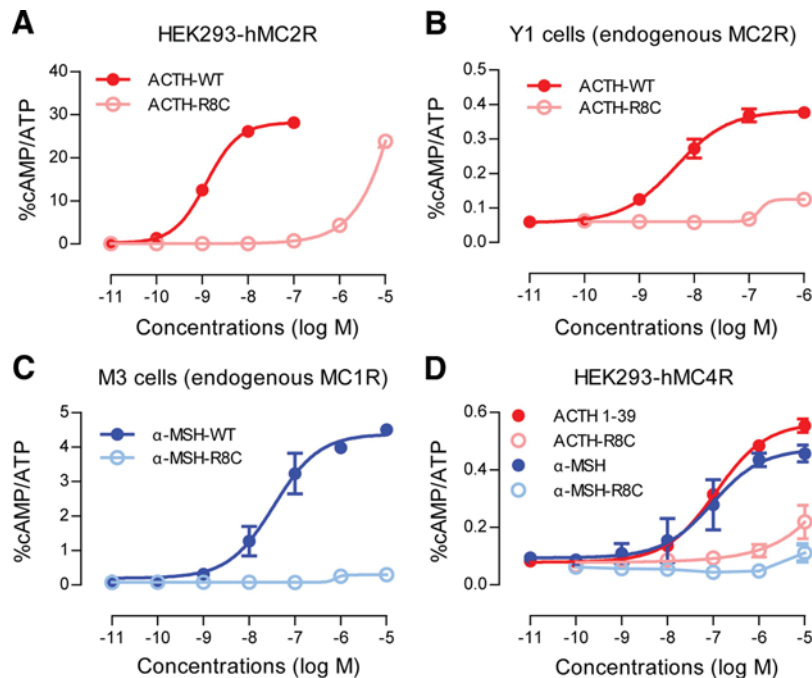 A
HEK293-hMC2R
ACTH-WT
ACTH-R8C
%cAMP/ATP
40
30
20
10
0
-11 -10 -9 -8 -7 -6 -5
Concentrations (log M)
B
Y1 cells (endogenous MC2R)
ACTH-WT
ACTH-R8C
%cAMP/ATP
0.5
0.4
0.3
0.2
0.1
0.0
-11 -10 -9 -8 -7 -6
Concentrations (log M)
C
M3 cells (endogenous MC1R)
α-MSH-WT
α-MSH-R8C
%cAMP/ATP
5
4
3
2
1
0
-11 -10 -9 -8 -7 -6 -5
Concentrations (log M)
D
HEK293-hMC4R
ACTH 1-39
ACTH-R8C
α-MSH
α-MSH-R8C
%cAMP/ATP
0.6
0.4
0.2
0.0
-11 -10 -9 -8 -7 -6 -5
Concentrations (log M)